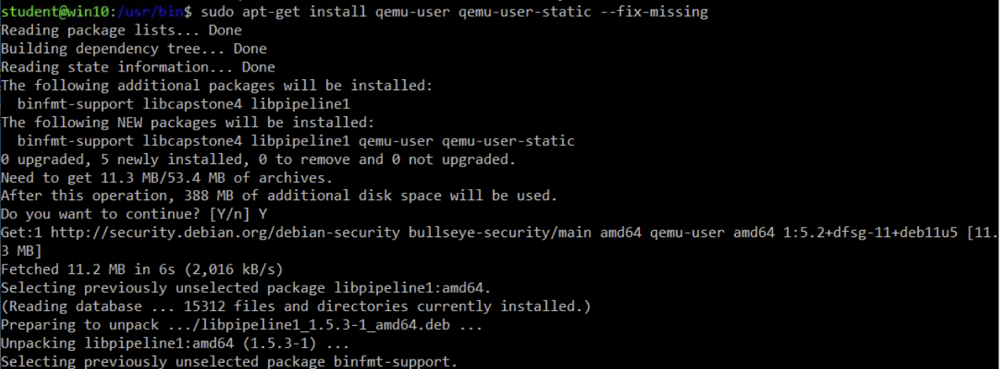 student@win10:/usr/bin$ sudo apt-get install qemu-user qemu-user-static --fix-missing
Reading package lists... Done
Building dependency tree... Done
Reading state information... Done
The following additional packages will be installed:
  binfmt-support libcapstone4 libpipeline1
The following NEW packages will be installed:
  binfmt-support libcapstone4 libpipeline1 qemu-user qemu-user-static
0 upgraded, 5 newly installed, 0 to remove and 0 not upgraded.
Need to get 11.3 MB/53.4 MB of archives.
After this operation, 388 MB of additional disk space will be used.
Do you want to continue? [Y/n] Y
Get:1 http://security.debian.org/debian-security bullseye-security/main amd64 qemu-user amd64 1:5.2+dfsg-11+deb11u5 [11.
3 MB]
Fetched 11.2 MB in 6s (2,016 kB/s)
Selecting previously unselected package libpipeline1:amd64.
(Reading database ... 15312 files and directories currently installed.)
Preparing to unpack .../libpipeline1_1.5.3-1_amd64.deb ...
Unpacking libpipeline1:amd64 (1.5.3-1) ...
Selecting previously unselected package binfmt-support.